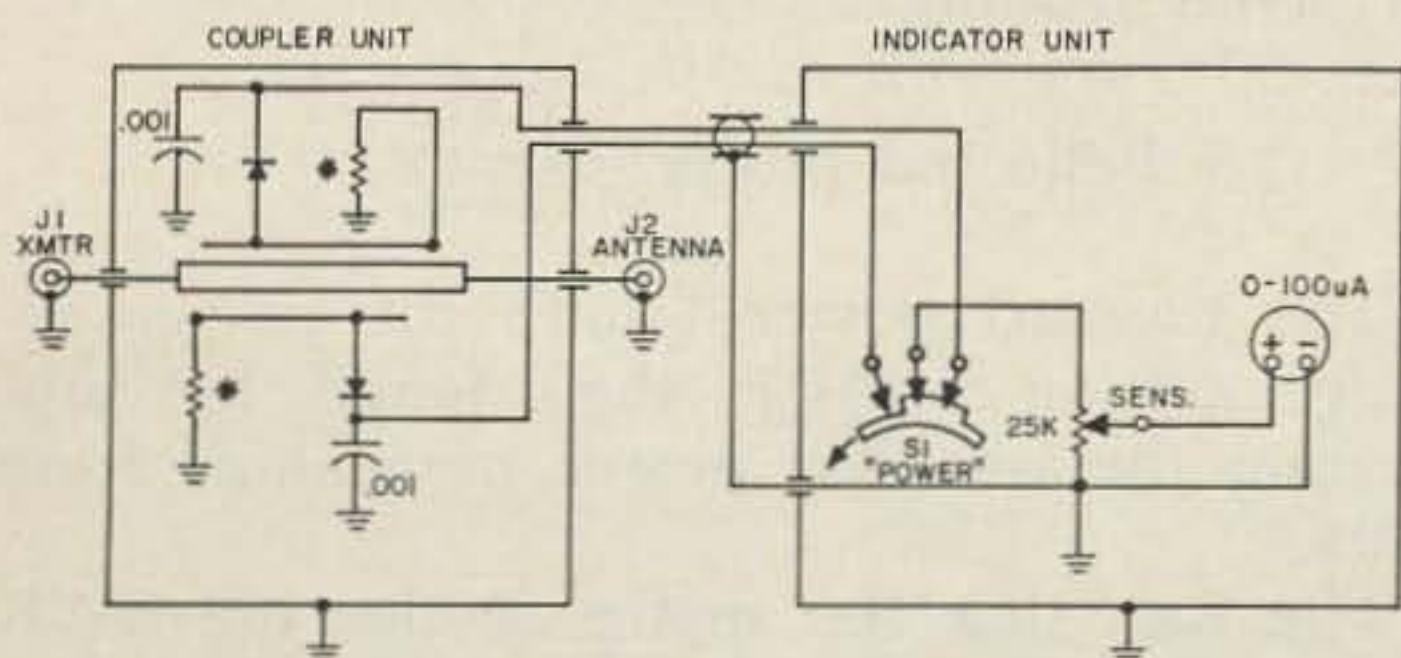 COUPLER UNIT
INDICATOR UNIT
.001
*
J1
XMTR
J2
ANTENNA
*
.001
0-100uA
+ -
SENS.
25K
S1
"POWER"